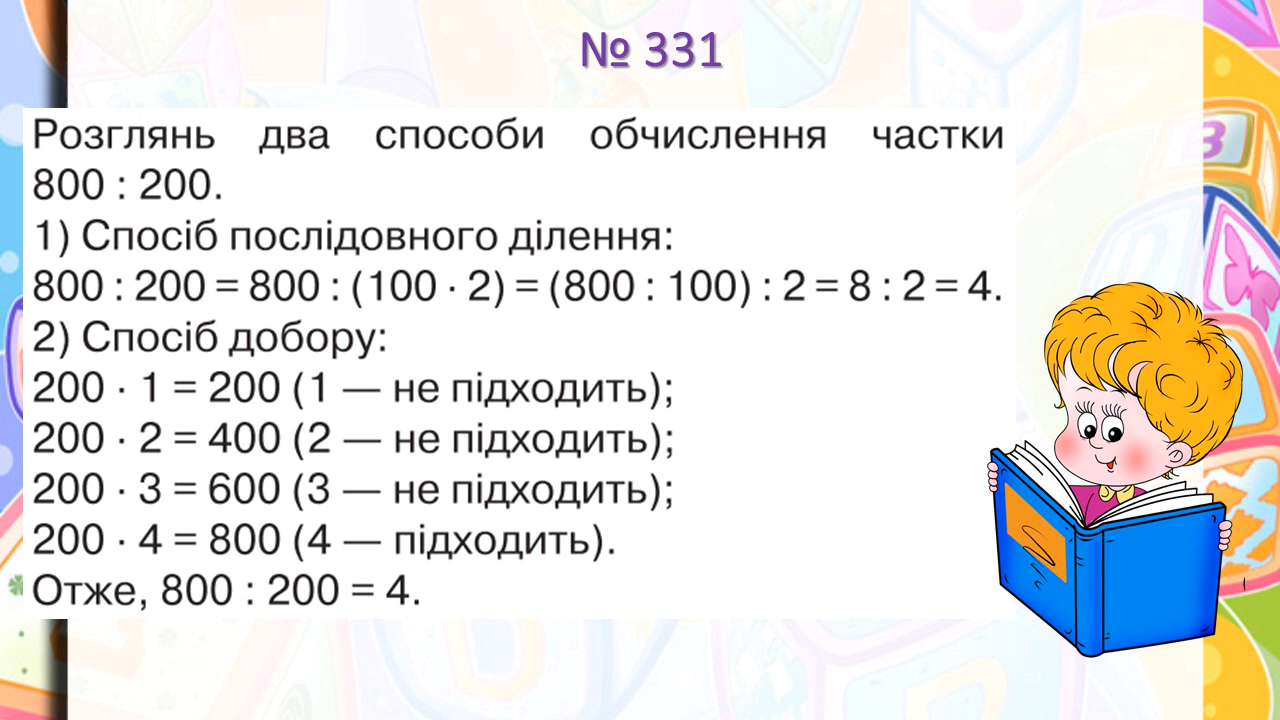 № 331
Розглянь два способи обчислення частки
800 : 200.
1) Спосіб послідовного ділення:
800 : 200 = 800 : (100 · 2) = (800 : 100) : 2 = 8 : 2 = 4.
2) Спосіб добору:
200 · 1 = 200 (1 — не підходить);
200 · 2 = 400 (2 — не підходить);
200 · 3 = 600 (3 — не підходить);
200 · 4 = 800 (4 — підходить).
Отже, 800 : 200 = 4.